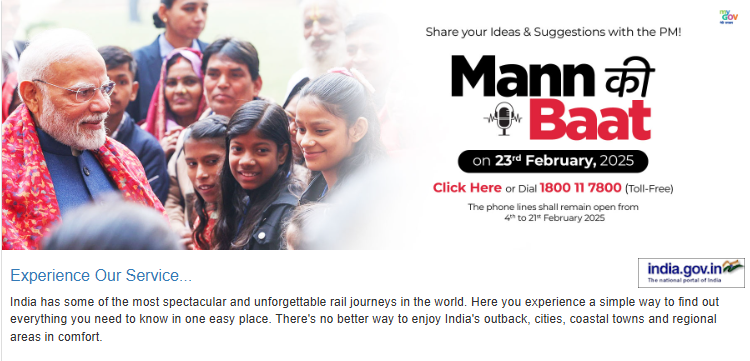 my
GOV
Share your Ideas & Suggestions with the PM!
Mann की
Baat
on 23rd February, 2025
Click Here or Dial 1800 11 7800 (Toll-Free)
The phone lines shall remain open from
4th to 21st February 2025
india.gov.in
The national portal of India
Experience Our Service...
India has some of the most spectacular and unforgettable rail journeys in the world. Here you experience a simple way to find out
everything you need to know in one easy place. There's no better way to enjoy India's outback, cities, coastal towns and regional
areas in comfort.